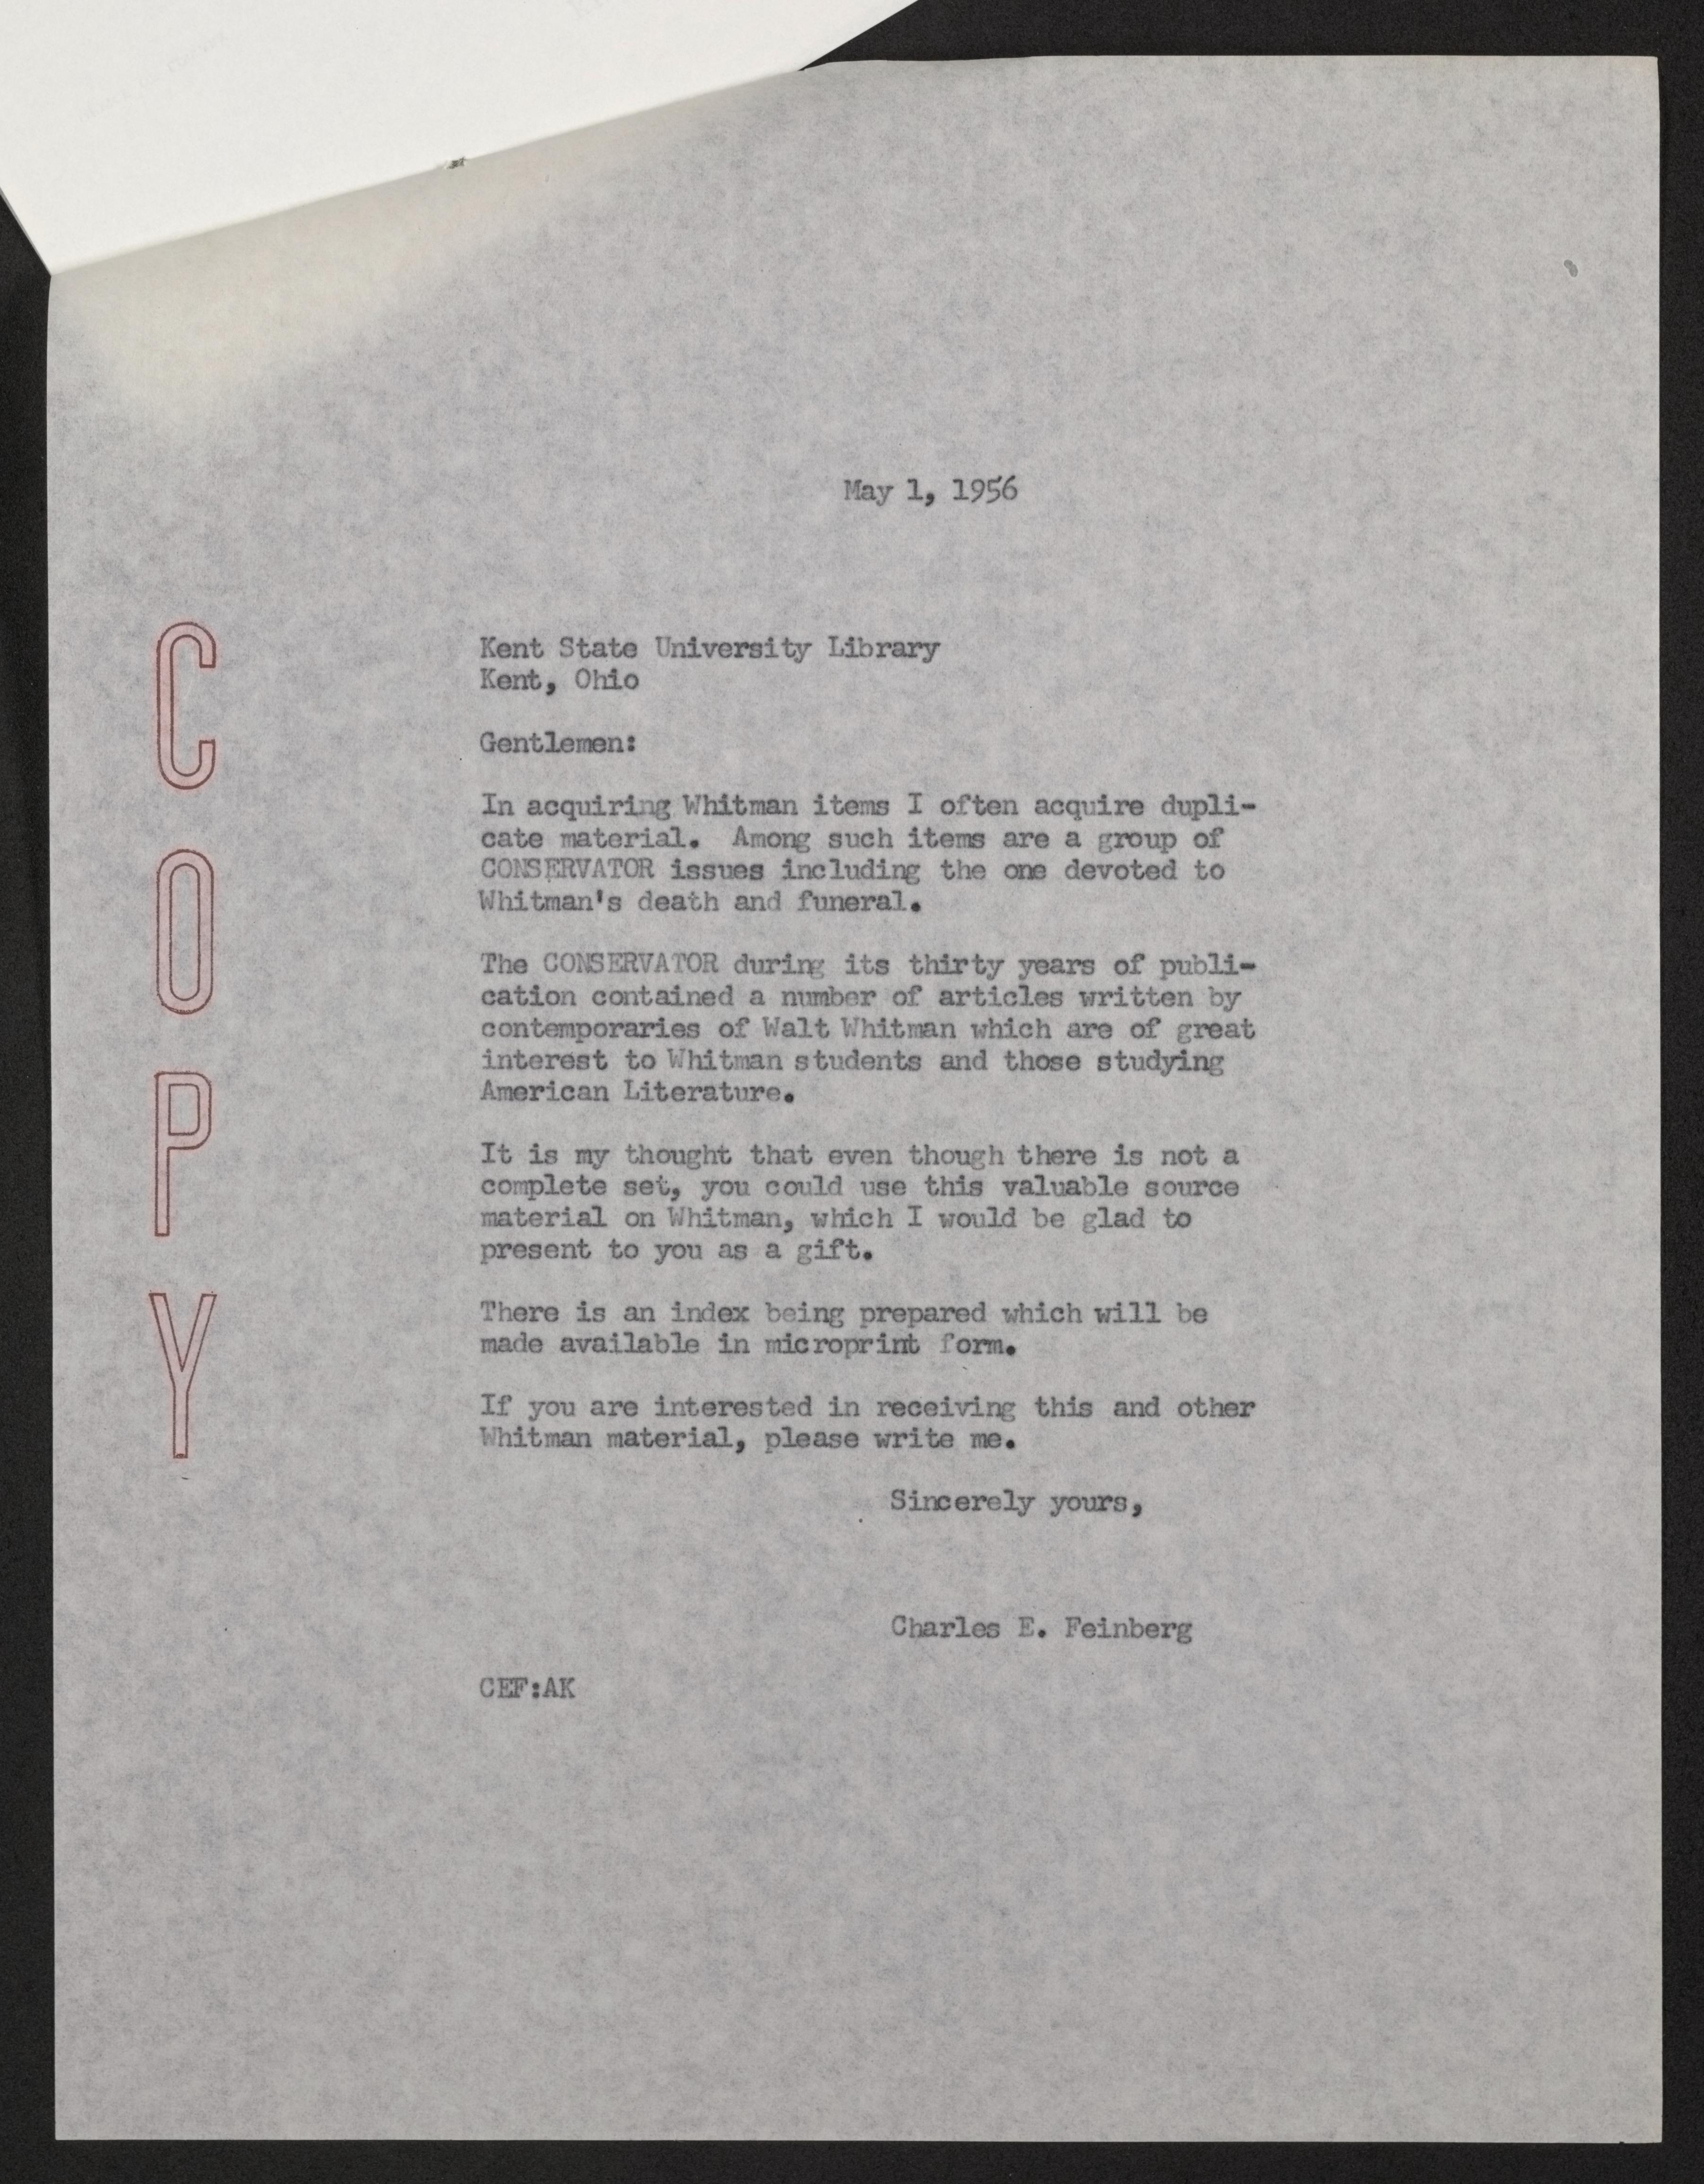 May 1, 1956
COPY
Kent State University Library
Kent, Ohio
Gentlemen:
In acquiring Whitman items I often acquire dupli-
cate material.  Among such items are a group of
CONSERVATOR issues including the one devoted to
Whitman's death and funeral.
The CONSERVATOR during its thirty years of publi-
cation contained a number of articles written by
contemporaries of Walt Whitman which are of great
interest to Whitman students and those studying
American Literature.
It is my thought that even though there is not a
complete set, you could use this valuable source
material on Whitman, which I would be glad to
present to you as a gift.
There is an index being prepared which will be
made available in microprint form.
If you are interested in receiving this and other
Whitman material, please write me.
Sincerely yours,
Charles E. Feinberg
CEF:AK